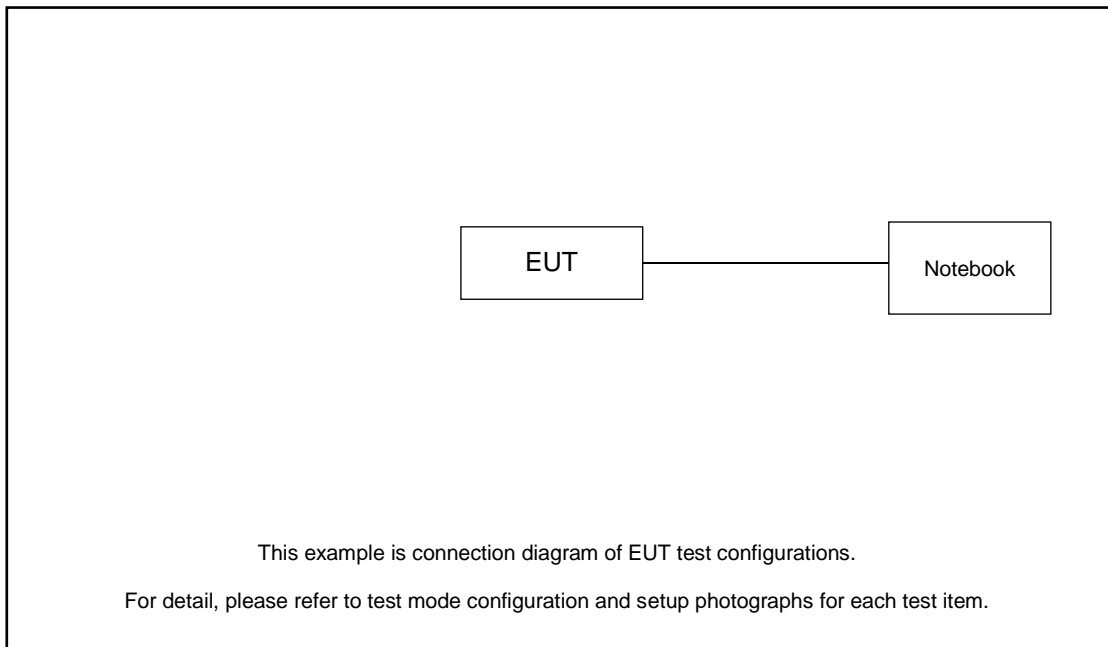 EUT
Notebook
This example is connection diagram of EUT test configurations.
For detail, please refer to test mode configuration and setup photographs for each test item.